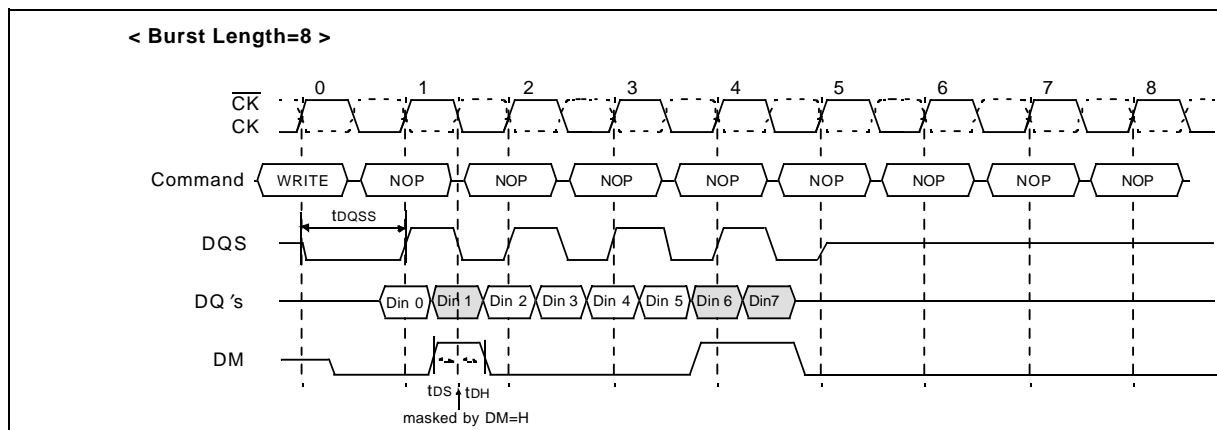 < Burst Length=8 >
0 1 2 3 4 5 6 7 8
CK
CK
Command WRITE NOP NOP NOP NOP NOP NOP NOP NOP
tDQSS
DQS
DQ's Din 0 Din 1 Din 2 Din 3 Din 4 Din 5 Din 6 Din7
DM
tDS tDH
masked by DM=H